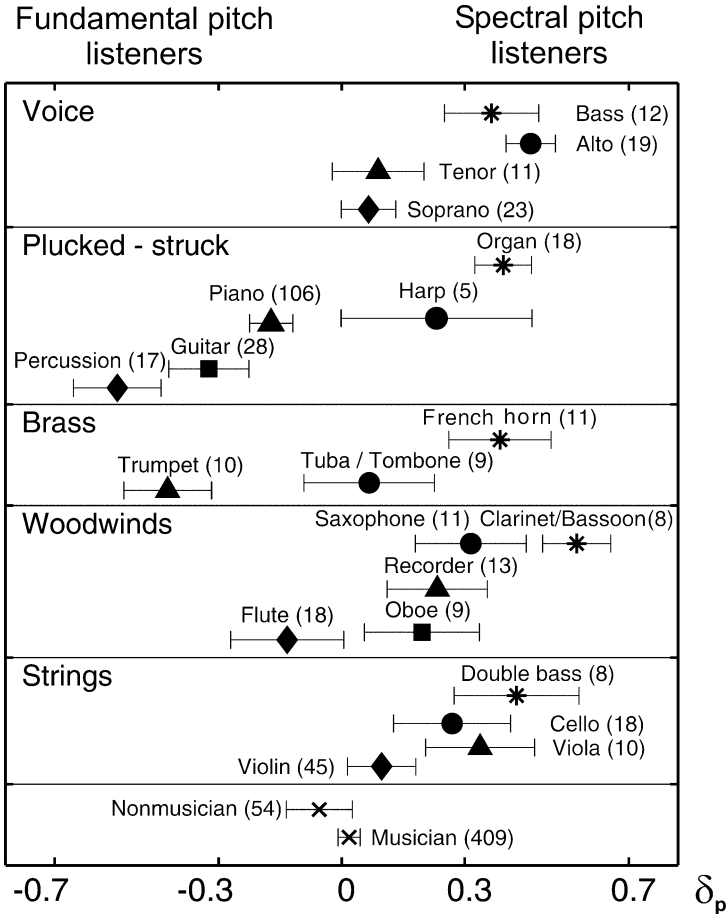 Fundamental pitch
listeners
Spectral pitch
listeners
Voice
Bass (12)
Alto (19)
Tenor (11)
Soprano (23)
Plucked - struck
Organ (18)
Piano (106)
Harp (5)
Guitar (28)
Percussion (17)
Brass
French horn (11)
Tuba / Tombone (9)
Trumpet (10)
Woodwinds
Saxophone (11)
Clarinet/Bassoon(8)
Recorder (13)
Oboe (9)
Flute (18)
Strings
Double bass (8)
Cello (18)
Viola (10)
Violin (45)
Nonmusician (54)
Musician (409)
-0.7 -0.3 0 0.3 0.7 δp